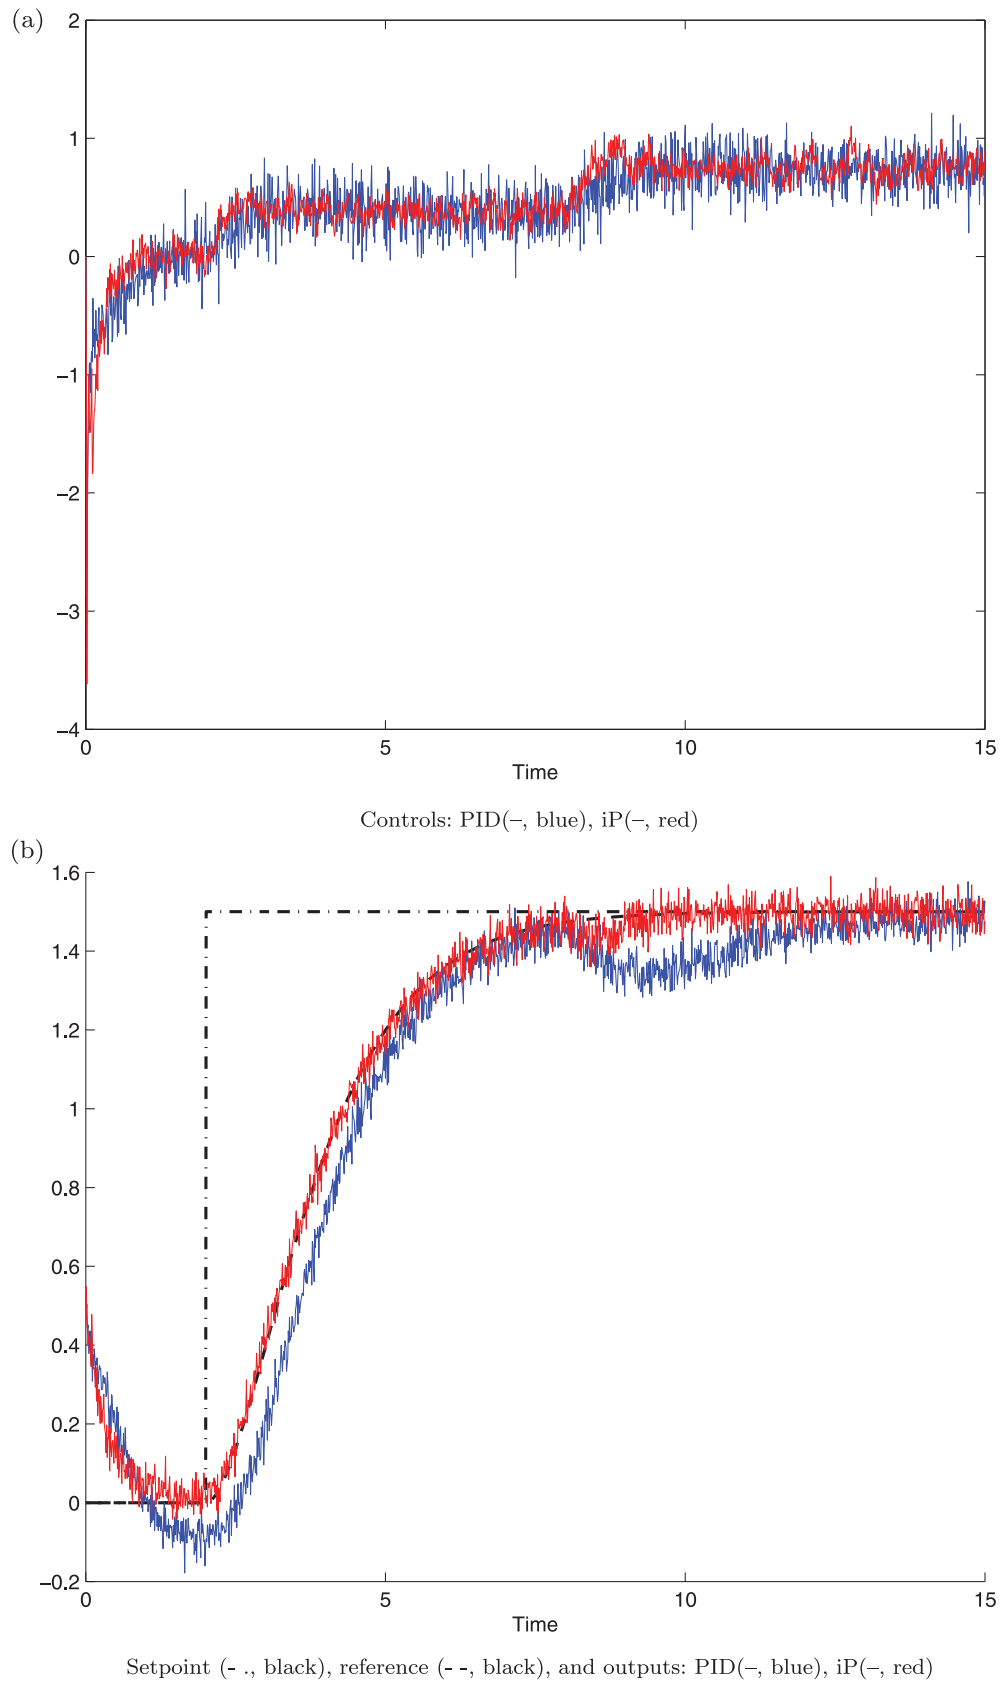 (a)
2
1
0
−1
−2
−3
−4
0 5 10 15
Time
Controls: PID(–, blue), iP(–, red)
(b)
1.6
1.4
1.2
1
0.8
0.6
0.4
0.2
0
−0.2
0 5 10 15
Time
Setpoint (- ., black), reference (- -, black), and outputs: PID(–, blue), iP(–, red)